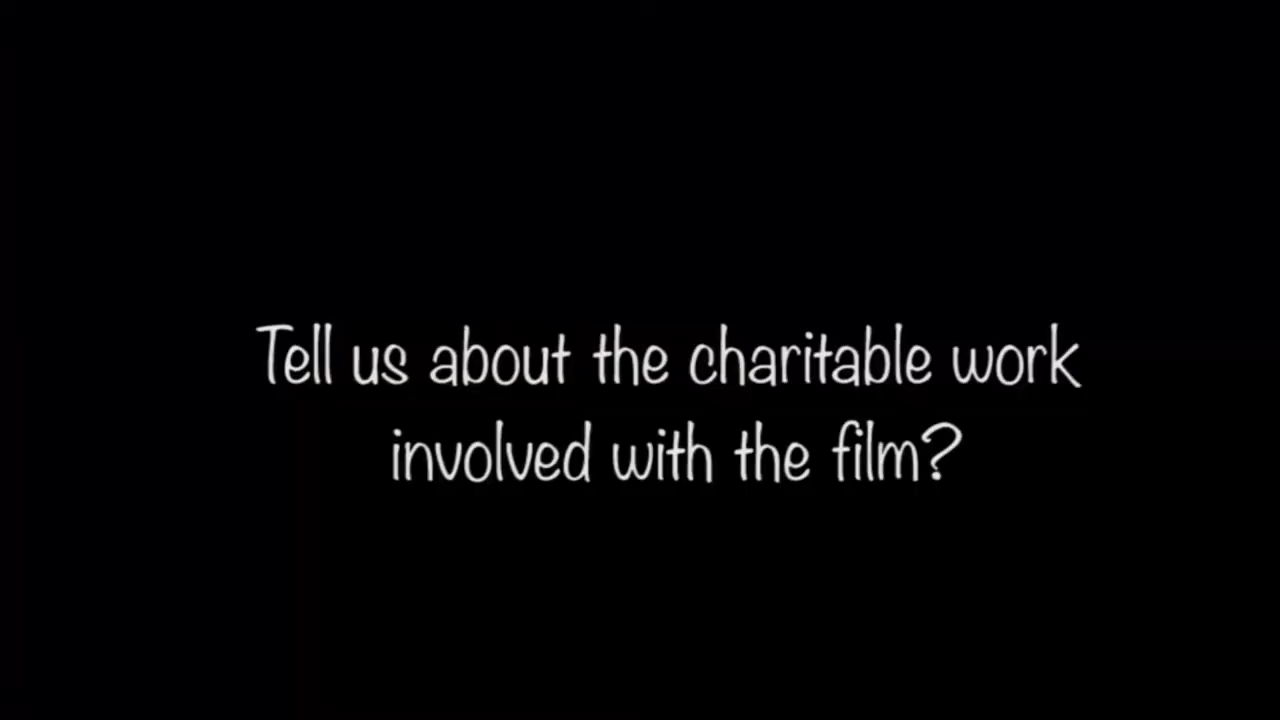 Tell us about the charitable work
involved with the film?